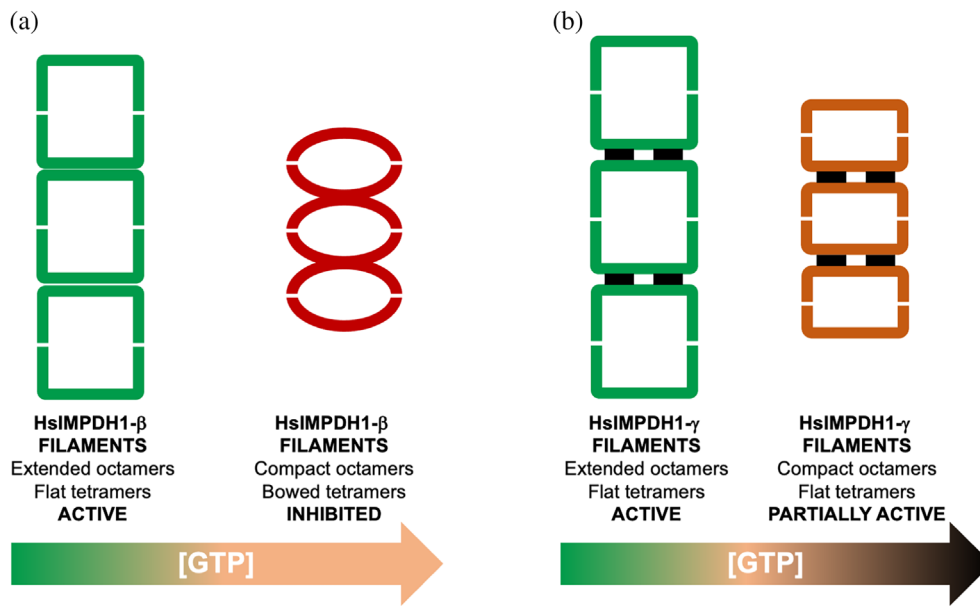 (a)
HsIMPDH1-β
FILAMENTS
Extended octamers
Flat tetramers
ACTIVE
HsIMPDH1-β
FILAMENTS
Compact octamers
Bowed tetramers
INHIBITED
[GTP]
(b)
HsIMPDH1-γ
FILAMENTS
Extended octamers
Flat tetramers
ACTIVE
HsIMPDH1-γ
FILAMENTS
Compact octamers
Flat tetramers
PARTIALLY ACTIVE
[GTP]